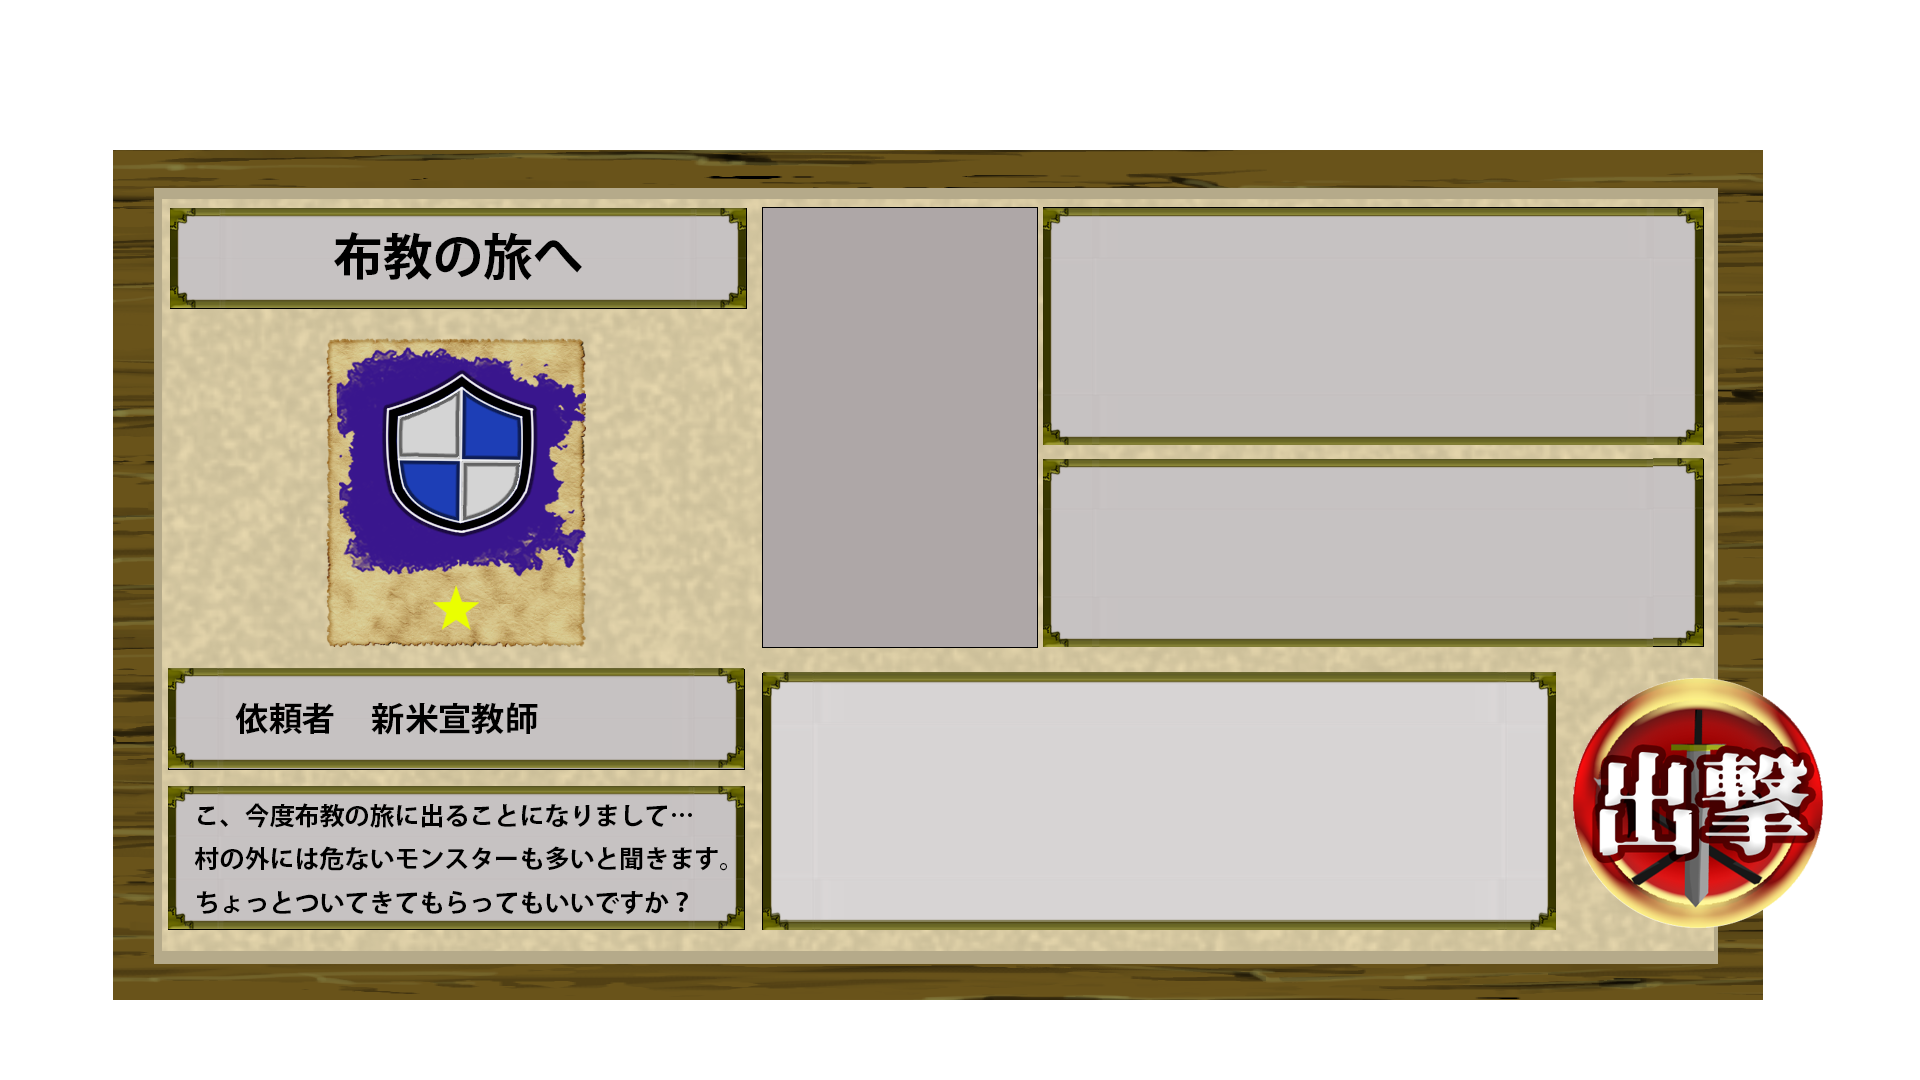 布教の旅へ
依頼者　新米宣教師
こ、今度布教の旅に出ることになりまして…
村の外には危ないモンスターも多いと聞きます。
ちょっとついてきてもらってもいいですか？
出撃